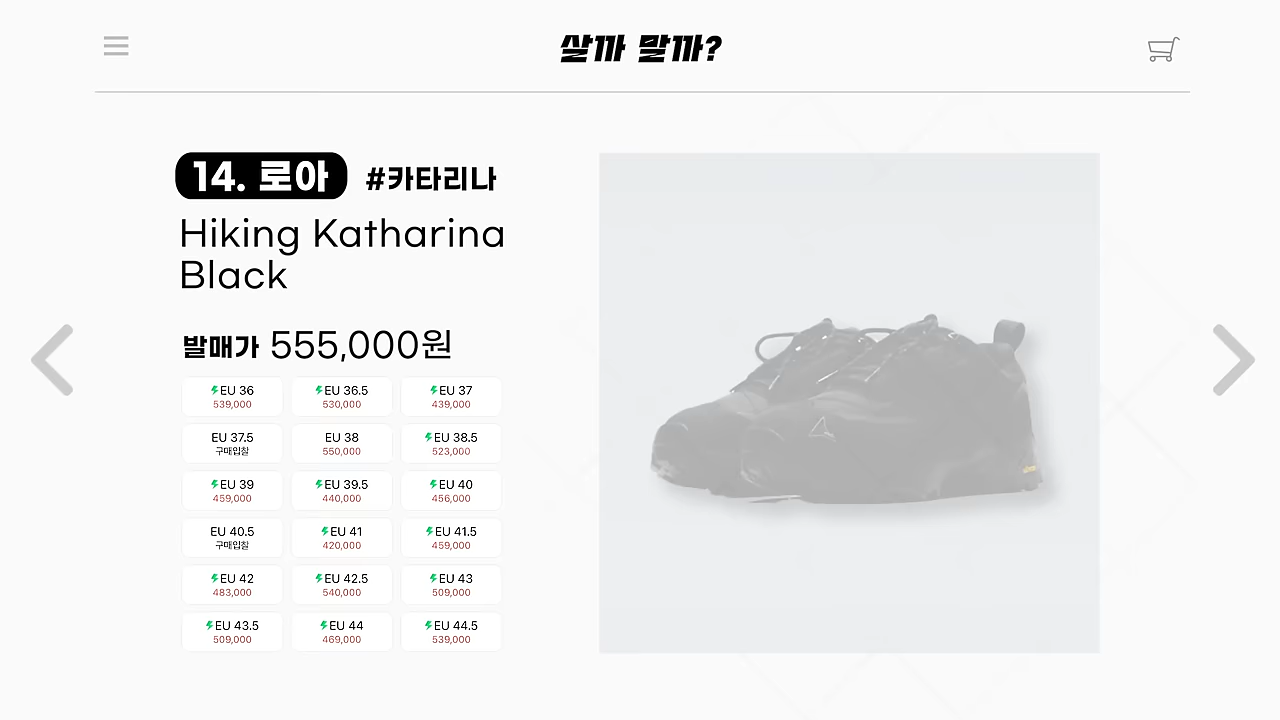 살까 말까?
14. 로아 #카타리나
Hiking Katharina
Black
발매가 555,000원
EU 36 EU 36.5 EU 37
539,000 530,000 439,000
EU 37.5 EU 38 EU 38.5
구매입찰 550,000 523,000
EU 39 EU 39.5 EU 40
459,000 440,000 456,000
EU 40.5 EU 41 EU 41.5
구매입찰 420,000 459,000
EU 42 EU 42.5 EU 43
483,000 540,000 509,000
EU 43.5 EU 44 EU 44.5
509,000 469,000 539,000